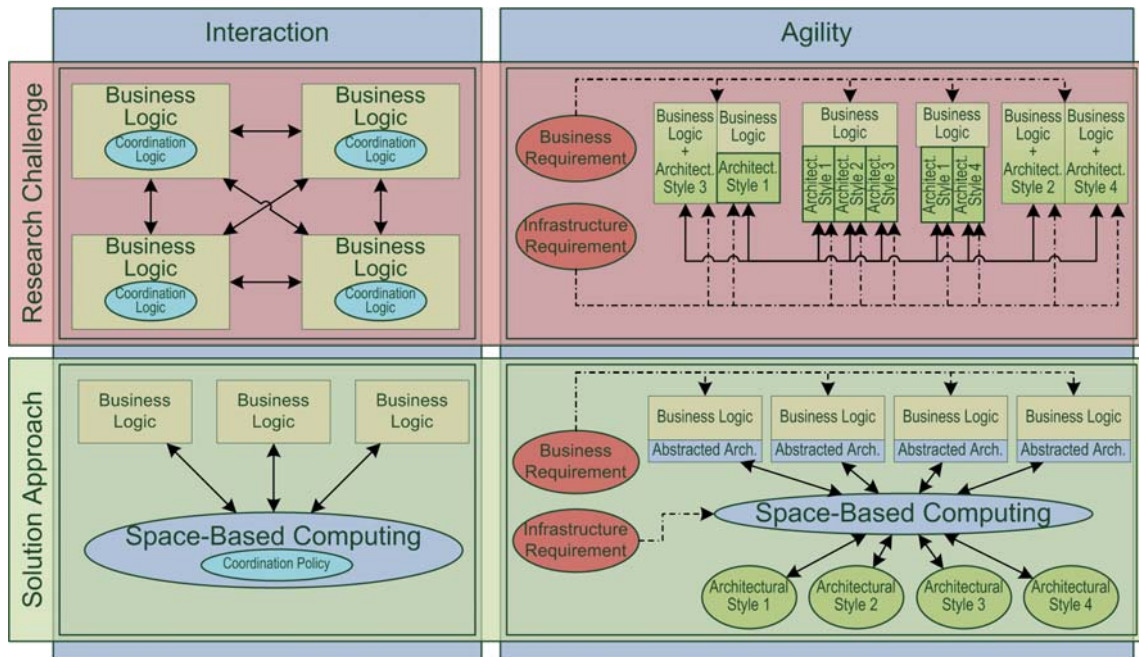 Interaction
Agility
Research Challenge
Business
Logic
Coordination
Logic
Business
Logic
Coordination
Logic
Business
Logic
Coordination
Logic
Business
Logic
Coordination
Logic
Business
Requirement
Infrastructure
Requirement
Business
Logic
+
Architect.
Style 3
Business
Logic
Architect.
Style 1
Business
Logic
Architect.
Style 1
Architect.
Style 2
Architect.
Style 3
Business
Logic
Architect.
Style 1
Architect.
Style 4
Business
Logic
+
Architect.
Style 2
Business
Logic
+
Architect.
Style 4
Solution Approach
Business
Logic
Business
Logic
Business
Logic
Space-Based Computing
Coordination Policy
Business
Requirement
Infrastructure
Requirement
Business Logic
Abstracted Arch.
Business Logic
Abstracted Arch.
Business Logic
Abstracted Arch.
Business Logic
Abstracted Arch.
Space-Based Computing
Architectural
Style 1
Architectural
Style 2
Architectural
Style 3
Architectural
Style 4